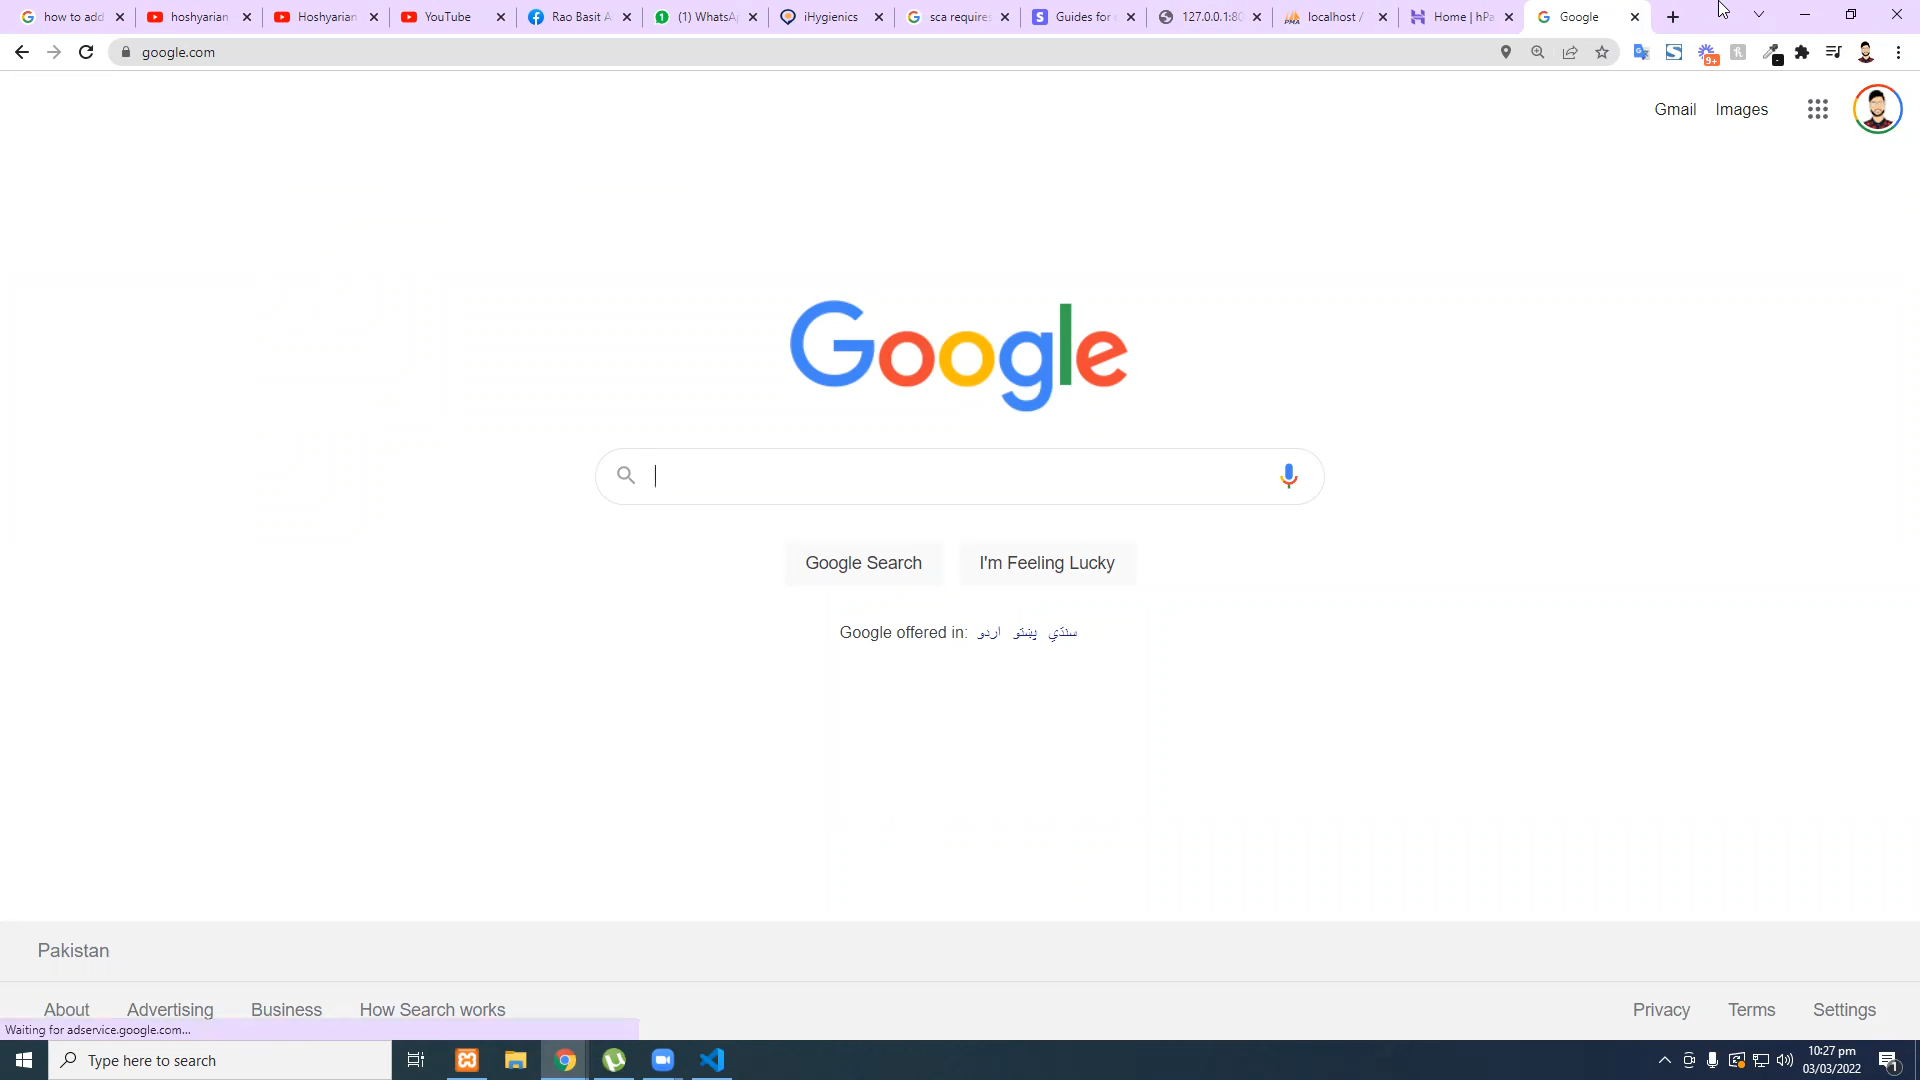 how to add hoshyarian Hoshyarian YouTube Rao Basit A (1) WhatsA iHygienics sca require Guides for 127.0.0.1:80 localhost / Home | hPa Google
google.com
9+
Gmail Images
Google
Google Search I'm Feeling Lucky
Google offered in: اردو پښتو سنڌي
Pakistan
About Advertising Business How Search works Privacy Terms Settings
Waiting for adservice.google.com...
Type here to search
10:27 pm
03/03/2022
1